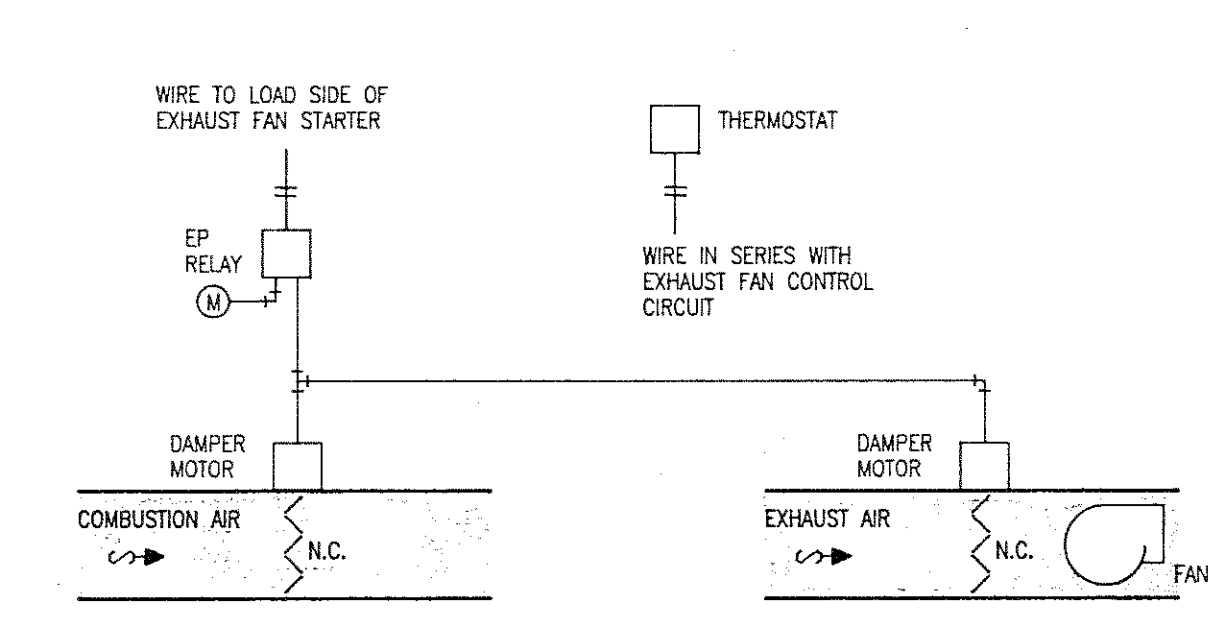 WIRE TO LOAD SIDE OF
EXHAUST FAN STARTER
THERMOSTAT
EP
RELAY
M
WIRE IN SERIES WITH
EXHAUST FAN CONTROL
CIRCUIT
DAMPER
MOTOR
DAMPER
MOTOR
COMBUSTION AIR
N.C.
EXHAUST AIR
N.C.
FAN